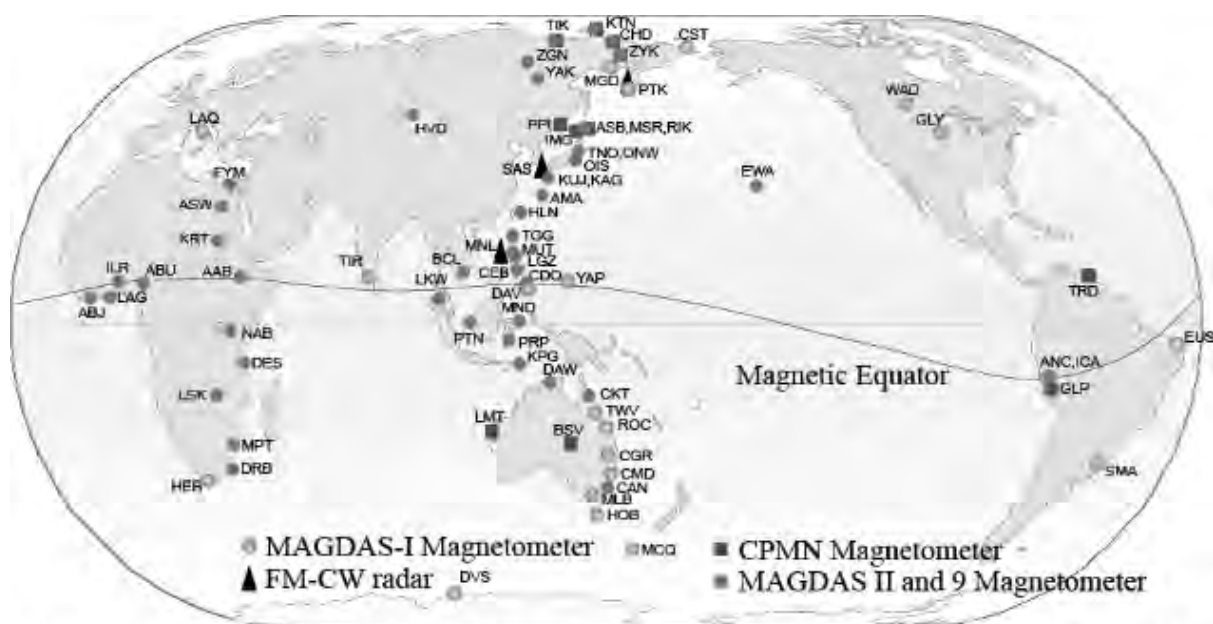 KTN
TIK
CHD
CST
ZGN
ZYK
YAK
MGD
PTK
WAD
LAQ
HVD
GLY
PPI
ASB,MSR,RIK
IMG
TNO,ONW
OIS
SAS
KUJ,KAG
EWA
FYM
AMA
ASW
HLN
KRT
TGG
MNL
MUT
LGZ
TIR
BCL
CEB
CDO
YAP
ILR
ABU
AAB
LKW
DAV
TRD
ABJ
LAG
MND
NAB
PTN
PRP
EUS
DES
KPG
Magnetic Equator
ANC,ICA
DAW
GLP
LSK
CKT
TWV
LMT
BSV
ROC
MPT
CGR
DRB
CMD
SMA
HER
CAN
MLB
HOB
MAGDAS-I Magnetometer
MCQ
CPMN Magnetometer
FM-CW radar
DVS
MAGDAS II and 9 Magnetometer